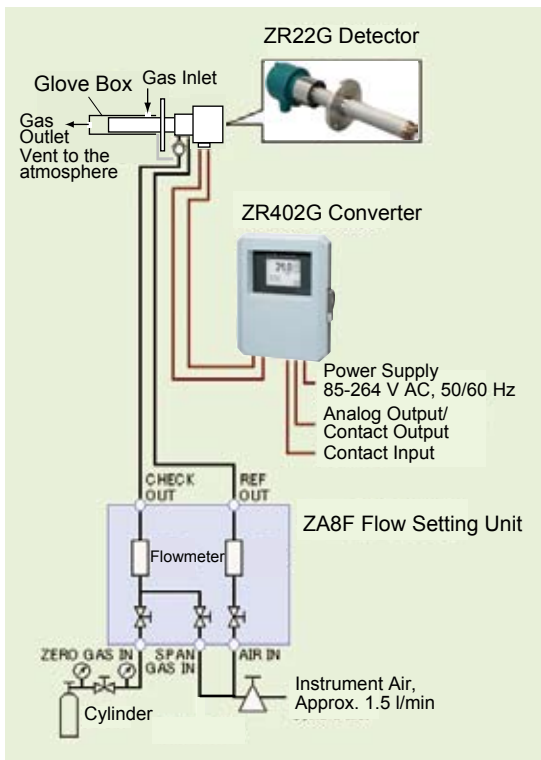 ZR22G Detector
Glove Box
Gas Inlet
Gas
Outlet
Vent to the
atmosphere
ZR402G Converter
Power Supply
85-264 V AC, 50/60 Hz
Analog Output/
Contact Output
Contact Input
CHECK
OUT
REF
OUT
ZA8F Flow Setting Unit
Flowmeter
ZERO GAS IN
SPAN
GAS IN
AIR IN
Instrument Air,
Approx. 1.5 l/min
Cylinder